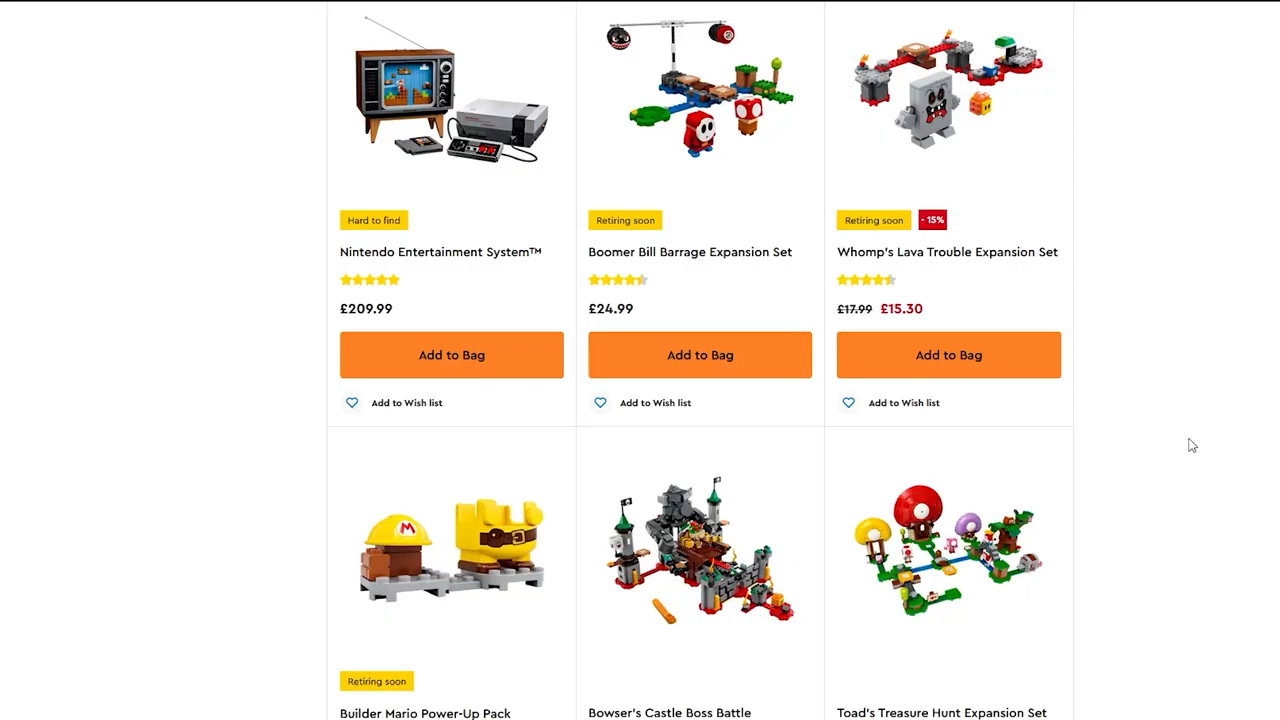 Hard to find
Retiring soon
Retiring soon
- 15%
Nintendo Entertainment System™
Boomer Bill Barrage Expansion Set
Whomp's Lava Trouble Expansion Set
£209.99
£24.99
£17.99 £15.30
Add to Bag
Add to Bag
Add to Bag
Add to Wish list
Add to Wish list
Add to Wish list
M
Retiring soon
Builder Mario Power-Up Pack
Bowser's Castle Boss Battle
Toad's Treasure Hunt Expansion Set